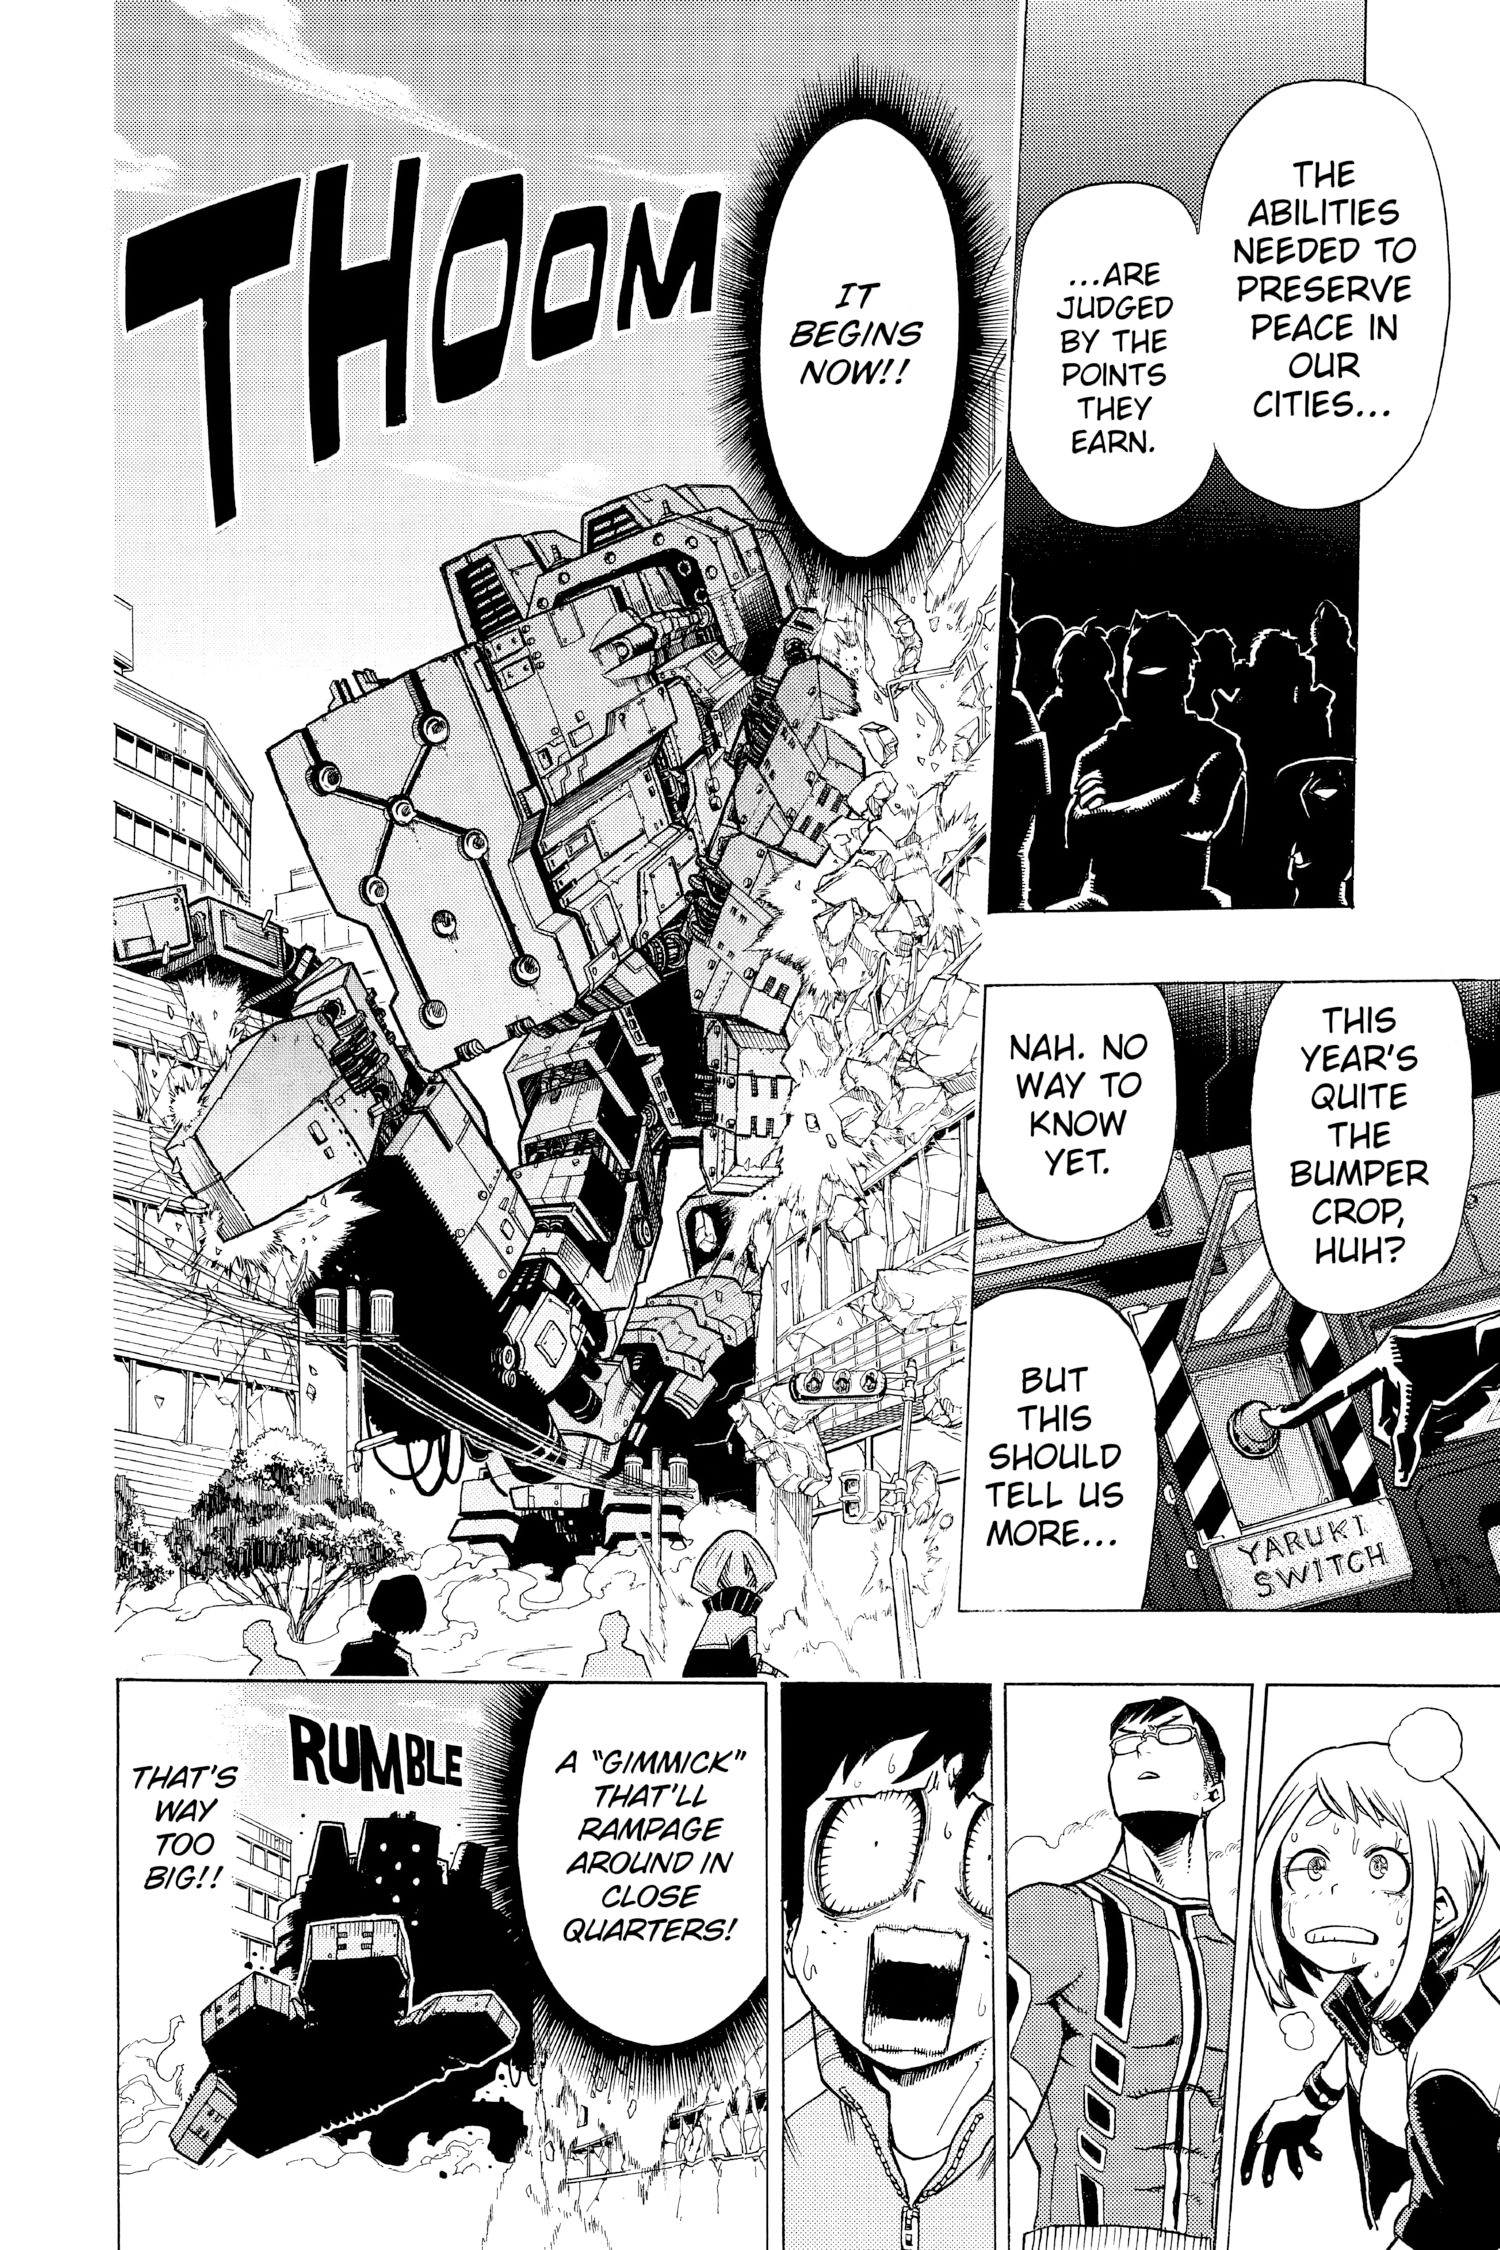 THE
ABILITIES
NEEDED TO
PRESERVE
PEACE IN
OUR
CITIES...
...ARE
JUDGED
BY THE
POINTS
THEY
EARN.
THIS
YEAR'S
QUITE
THE
BUMPER
CROP,
HUH?
NAH. NO
WAY TO
KNOW
YET.
BUT
THIS
SHOULD
TELL US
MORE...
YARUKI
SWITCH
IT
BEGINS
NOW!!
THOOM
A "GIMMICK"
THAT'LL
RAMPAGE
AROUND IN
CLOSE
QUARTERS!
RUMBLE
THAT'S
WAY
TOO
BIG!!